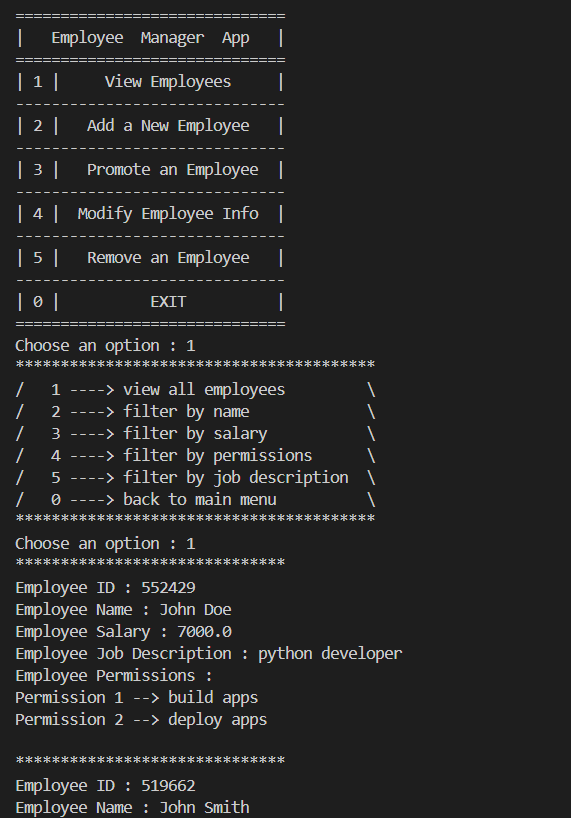 ==============================
|   Employee  Manager  App   |
==============================
| 1 |     View Employees     |
------------------------------
| 2 |   Add a New Employee   |
------------------------------
| 3 |   Promote an Employee  |
------------------------------
| 4 |  Modify Employee Info  |
------------------------------
| 5 |   Remove an Employee   |
------------------------------
| 0 |          EXIT          |
==============================
Choose an option : 1
****************************************
/   1 ----> view all employees         \
/   2 ----> filter by name             \
/   3 ----> filter by salary           \
/   4 ----> filter by permissions      \
/   5 ----> filter by job description  \
/   0 ----> back to main menu          \
****************************************
Choose an option : 1
******************************
Employee ID : 552429
Employee Name : John Doe
Employee Salary : 7000.0
Employee Job Description : python developer
Employee Permissions :
Permission 1 --> build apps
Permission 2 --> deploy apps

******************************
Employee ID : 519662
Employee Name : John Smith